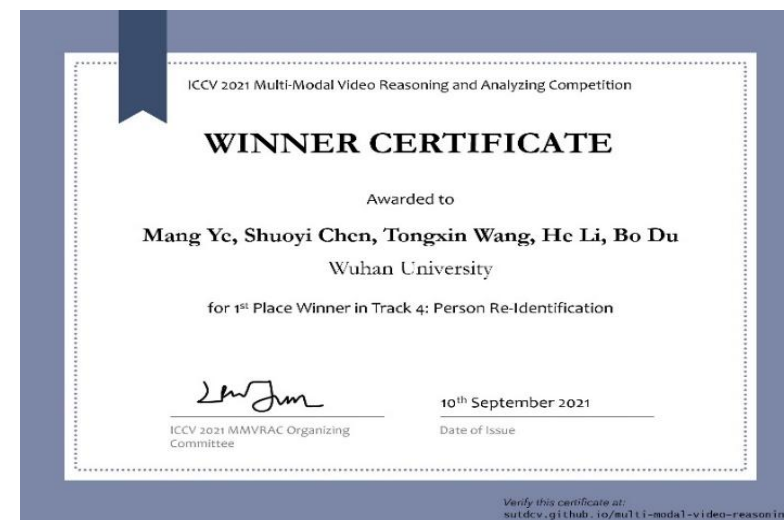 ICCV 2021 Multi-Modal Video Reasoning and Analyzing Competition
WINNER CERTIFICATE
Awarded to
Mang Ye, Shuoyi Chen, Tongxin Wang, He Li, Bo Du
Wuhan University
for 1st Place Winner in Track 4: Person Re-Identification
10th September 2021
ICCV 2021 MMVRAC Organizing
Committee
Date of Issue
Verify this certificate at:
sutdcv.github.io/multi-modal-video-reasonin